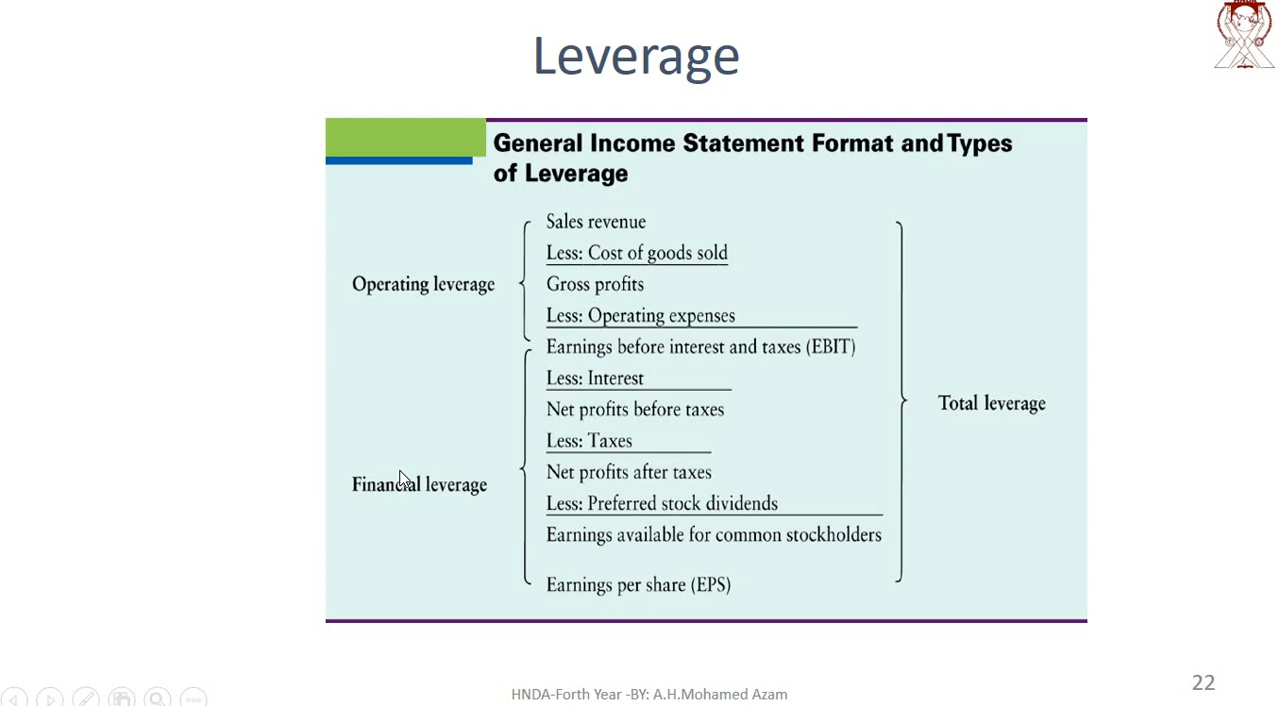 Leverage
General Income Statement Format and Types
of Leverage
Sales revenue
Less: Cost of goods sold
Operating leverage
Gross profits
Less: Operating expenses
Earnings before interest and taxes (EBIT)
Less: Interest
Net profits before taxes
Total leverage
Less: Taxes
Net profits after taxes
Financial leverage
Less: Preferred stock dividends
Earnings available for common stockholders
Earnings per share (EPS)
HNDA-Forth Year -BY: A.H.Mohamed Azam
22